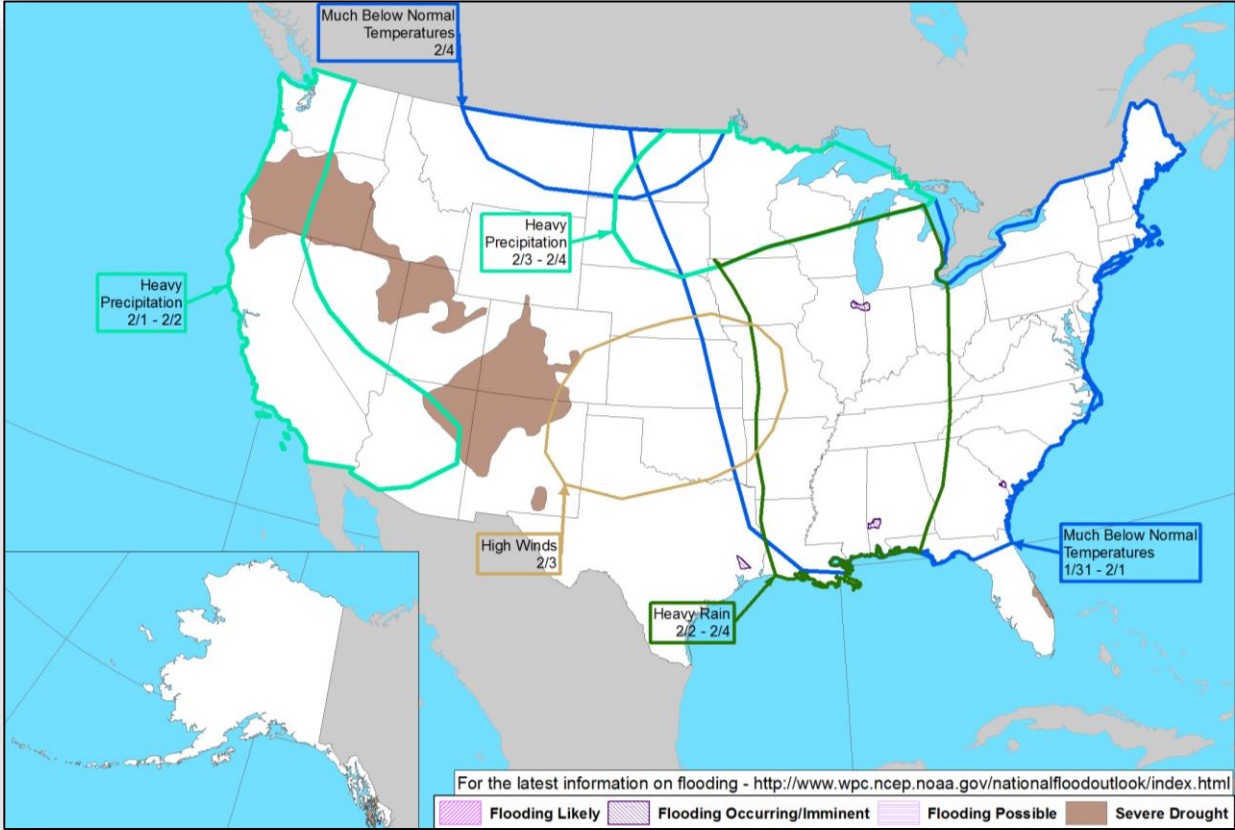 Much Below Normal
Temperatures
2/4
Heavy
Precipitation
2/3 - 2/4
Heavy
Precipitation
2/1 - 2/2
High Winds
2/3
Much Below Normal
Temperatures
1/31 - 2/1
Heavy Rain
2/2 - 2/4
For the latest information on flooding - http://www.wpc.ncep.noaa.gov/nationalfloodoutlook/index.html
Flooding Likely Flooding Occurring/Imminent Flooding Possible Severe Drought